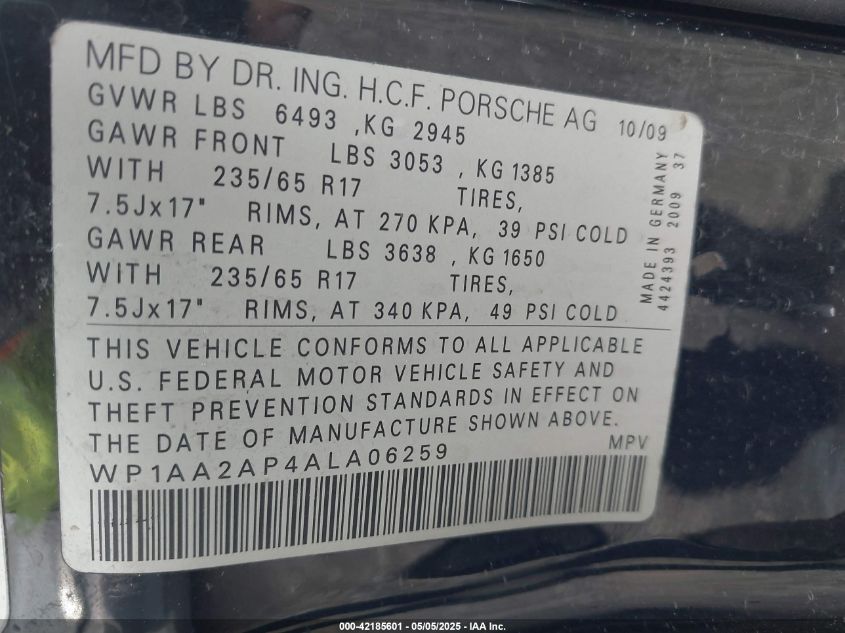 MFD BY DR. ING. H.C.F. PORSCHE AG 10/09
GVWR LBS 6493 ,KG 2945
GAWR FRONT LBS 3053 , KG 1385
WITH 235/65 R17 TIRES,
7.5Jx17" RIMS, AT 270 KPA, 39 PSI COLD
GAWR REAR LBS 3638 , KG 1650
WITH 235/65 R17 TIRES,
7.5Jx17" RIMS, AT 340 KPA, 49 PSI COLD
MADE IN GERMANY
4424393 2009 37
THIS VEHICLE CONFORMS TO ALL APPLICABLE
U.S. FEDERAL MOTOR VEHICLE SAFETY AND
THEFT PREVENTION STANDARDS IN EFFECT ON
THE DATE OF MANUFACTURE SHOWN ABOVE.
WP1AA2AP4ALA06259 MPV
000-42185601 - 05/05/2025 - IAA Inc.